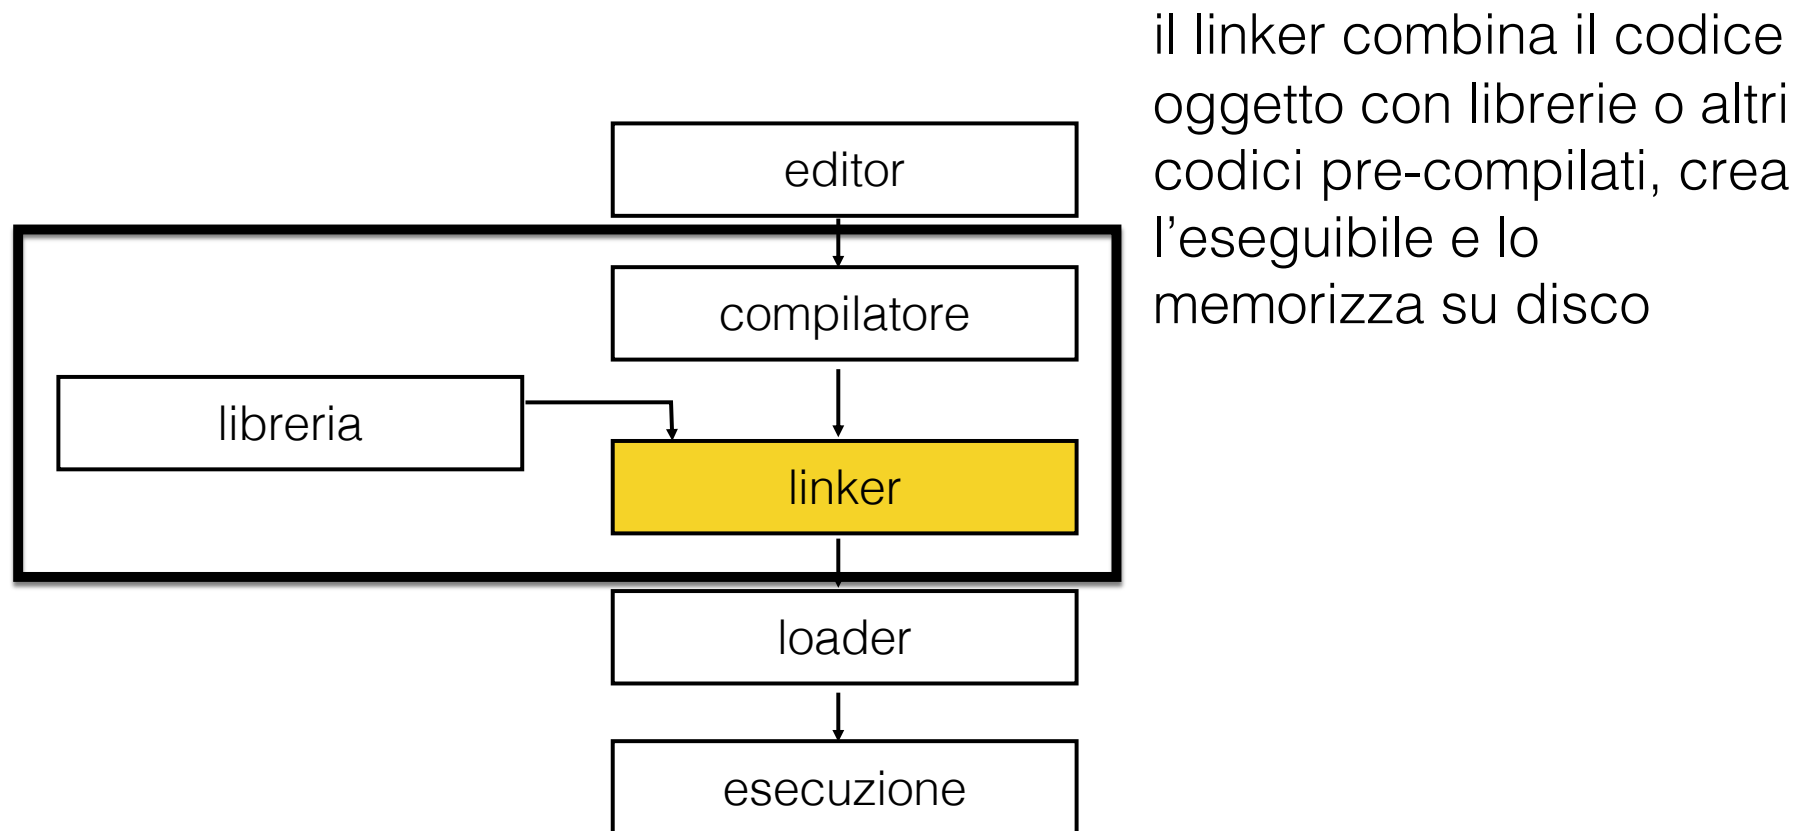 il linker combina il codice
oggetto con librerie o altri
codici pre-compilati, crea
l’eseguibile e lo
memorizza su disco
editor
compilatore
libreria
linker
loader
esecuzione